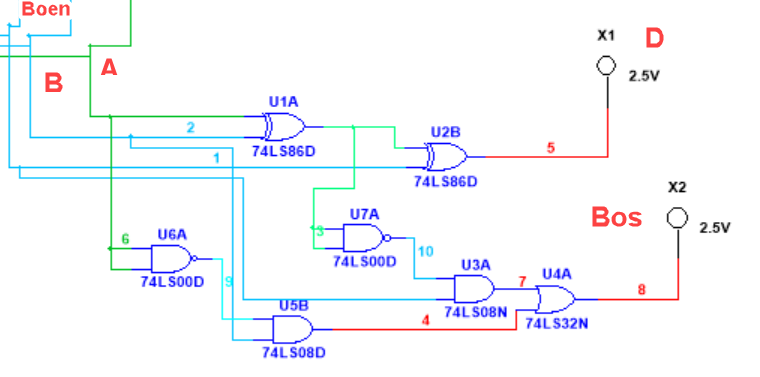 Boen
X1
D
2.5V
A
B
U1A
2
74LS86D
U2B
1
5
74LS86D
X2
Bos
2.5V
U7A
3
6
U6A
74LS00D
10
U3A
74LS00D
9
7
U4A
8
U5B
74LS08N
4
74LS32N
74LS08D